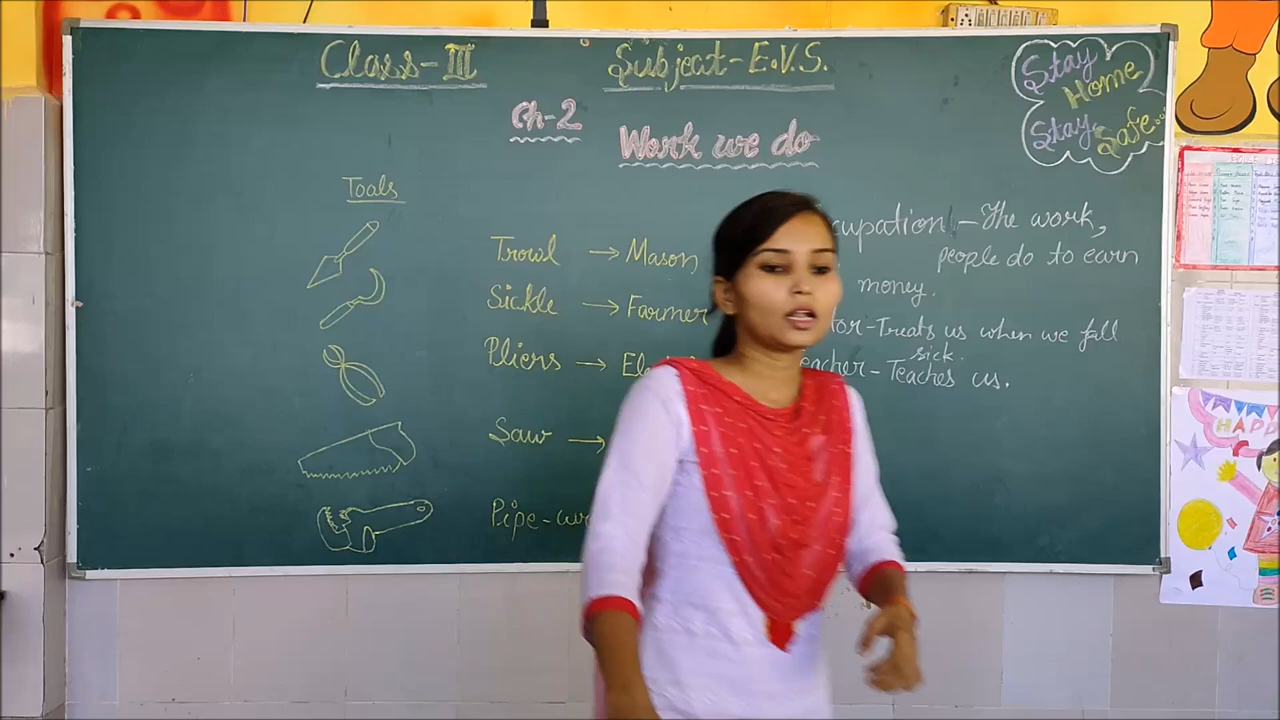 Class-III
Subject-E.V.S.
Stay
Home
Stay
Safe..
Ch-2
Work we do
Tools
Trowl → Mason
Sickle → Farmer
Pliers →
Saw →
Pipe-
cupation - The work,
people do to earn
money.
tor-Treats us when we fall
sick.
eacher- Teaches us.
HAPP